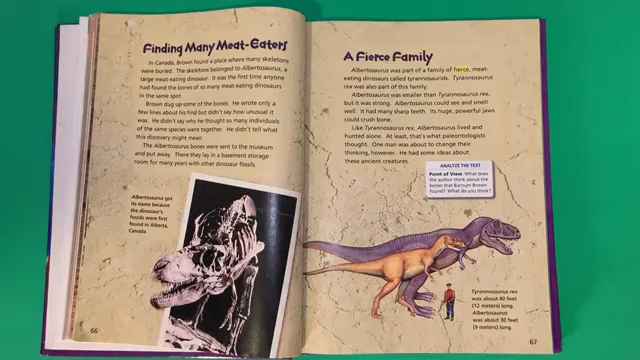 Finding Many Meat-Eaters
In Canada, Brown found a place where many skeletons
were buried. The skeletons belonged to Albertosaurus, a
large meat-eating dinosaur. It was the first time anyone
had found the bones of so many meat-eating dinosaurs
in the same spot.
Brown dug up some of the bones. He wrote only a
few lines about his find but didn't say how unusual it
was. He didn't say why he thought so many individuals
of the same species were together. He didn't tell what
this discovery might mean.
The Albertosaurus bones were sent to the museum
and put away. There they lay in a basement storage
room for many years with other dinosaur fossils.
Albertosaurus got
its name because
the dinosaur's
fossils were first
found in Alberta,
Canada.
66
A Fierce Family
Albertosaurus was part of a family of fierce, meat-
eating dinosaurs called tyrannosaurids. Tyrannosaurus
rex was also part of this family.
Albertosaurus was smaller than Tyrannosaurus rex,
but it was strong. Albertosaurus could see and smell
well. It had many sharp teeth. Its huge, powerful jaws
could crush bone.
Like Tyrannosaurus rex, Albertosaurus lived and
hunted alone. At least, that's what paleontologists
thought. One man was about to change their
thinking, however. He had some ideas about
these ancient creatures.
ANALYZE THE TEXT
Point of View What does
the author think about the
bones that Barnum Brown
found? What do you think?
Tyrannosaurus rex
was about 40 feet
(12 meters) long.
Albertosaurus
was about 30 feet
(9 meters) long.
67